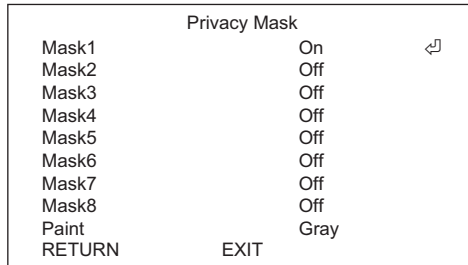 Privacy Mask
Mask1 On ⏎
Mask2 Off
Mask3 Off
Mask4 Off
Mask5 Off
Mask6 Off
Mask7 Off
Mask8 Off
Paint Gray
RETURN EXIT